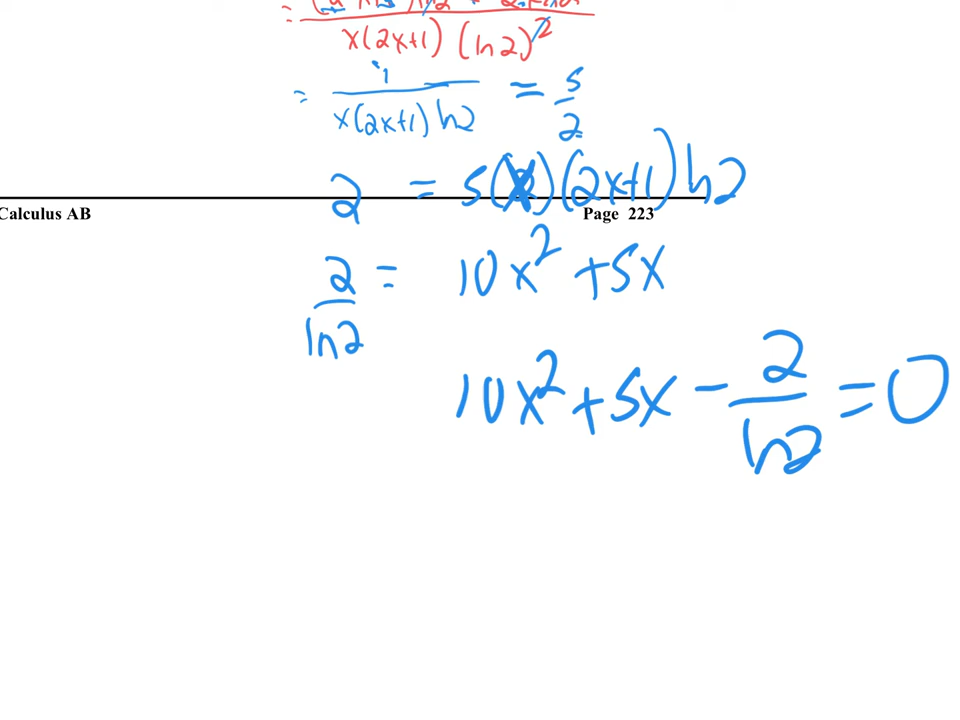 x(2x+1) (ln2)²
= 1/(x(2x+1) ln2) = 5/2
2 = 5(x)(2x+1) ln2
Calculus AB Page 223
2/ln2 = 10x² + 5x
10x² + 5x - 2/ln2 = 0